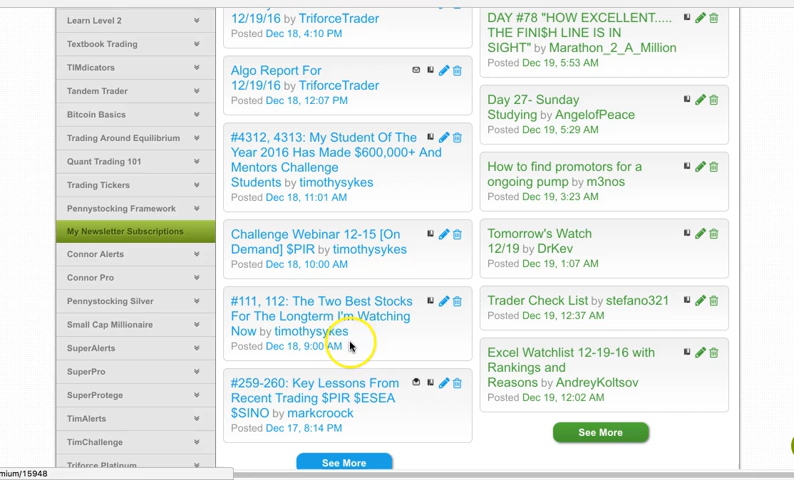 Learn Level 2
Textbook Trading
TIMdicators
Tandem Trader
Bitcoin Basics
Trading Around Equilibrium
Quant Trading 101
Trading Tickers
Pennystocking Framework
My Newsletter Subscriptions
Connor Alerts
Connor Pro
Pennystocking Silver
Small Cap Millionaire
SuperAlerts
SuperPro
SuperProtege
TimAlerts
TimChallenge
Triforce Platinum
12/19/16 by TriforceTrader
Posted Dec 18, 4:10 PM
Algo Report For
12/19/16 by TriforceTrader
Posted Dec 18, 12:07 PM
#4312, 4313: My Student Of The
Year 2016 Has Made $600,000+ And
Mentors Challenge
Students by timothysykes
Posted Dec 18, 11:01 AM
Challenge Webinar 12-15 [On
Demand] $PIR by timothysykes
Posted Dec 18, 10:00 AM
#111, 112: The Two Best Stocks
For The Longterm I'm Watching
Now by timothysykes
Posted Dec 18, 9:00 AM
#259-260: Key Lessons From
Recent Trading $PIR $ESEA
$SINO by markcroock
Posted Dec 17, 8:14 PM
See More
DAY #78 "HOW EXCELLENT.....
THE FINI$H LINE IS IN
SIGHT" by Marathon_2_A_Million
Posted Dec 19, 5:53 AM
Day 27- Sunday
Studying by AngelofPeace
Posted Dec 19, 5:29 AM
How to find promotors for a
ongoing pump by m3nos
Posted Dec 19, 3:23 AM
Tomorrow's Watch
12/19 by DrKev
Posted Dec 19, 1:07 AM
Trader Check List by stefano321
Posted Dec 19, 12:37 AM
Excel Watchlist 12-19-16 with
Rankings and
Reasons by AndreyKoltsov
Posted Dec 19, 12:02 AM
See More
mium/15948